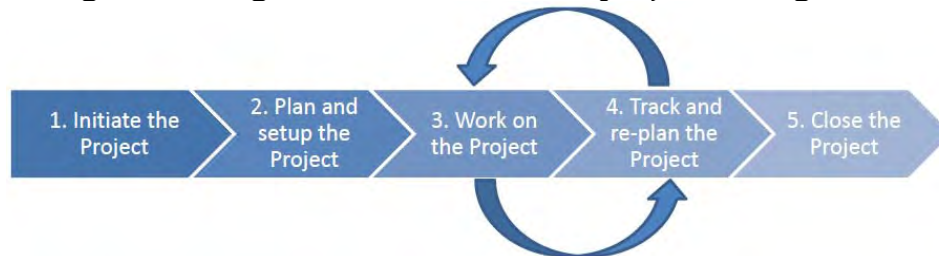 1. Initiate the
Project
2. Plan and
setup the
Project
3. Work on
the Project
4. Track and
re-plan the
Project
5. Close the
Project